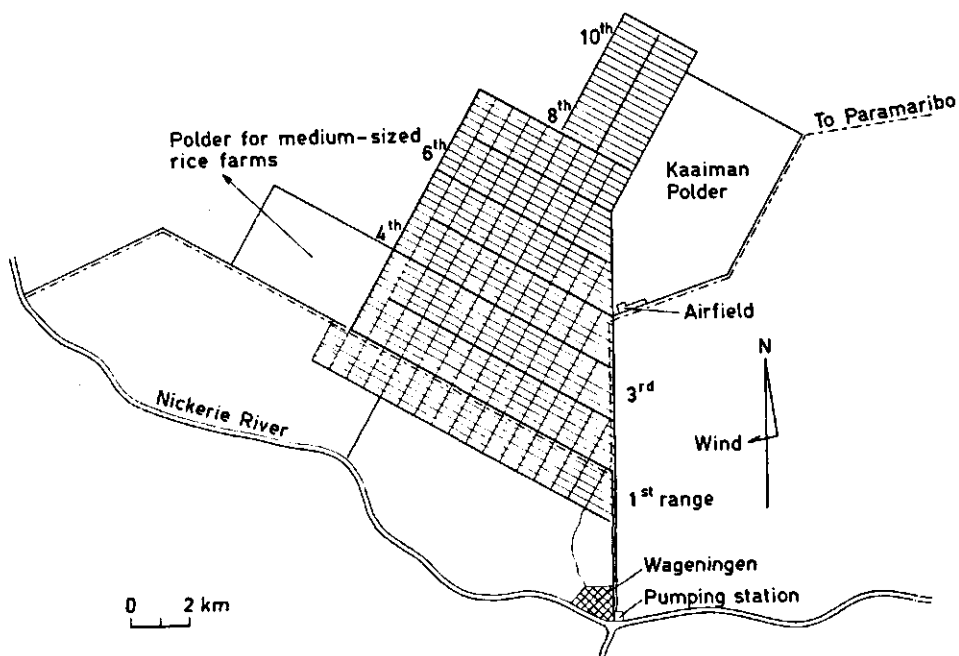 10th
8th
To Paramaribo
Polder for medium-sized
rice farms
6th
Kaaiman
Polder
4th
Airfield
N
3rd
Nickerie River
Wind
1st range
Wageningen
Pumping station
0 2 km